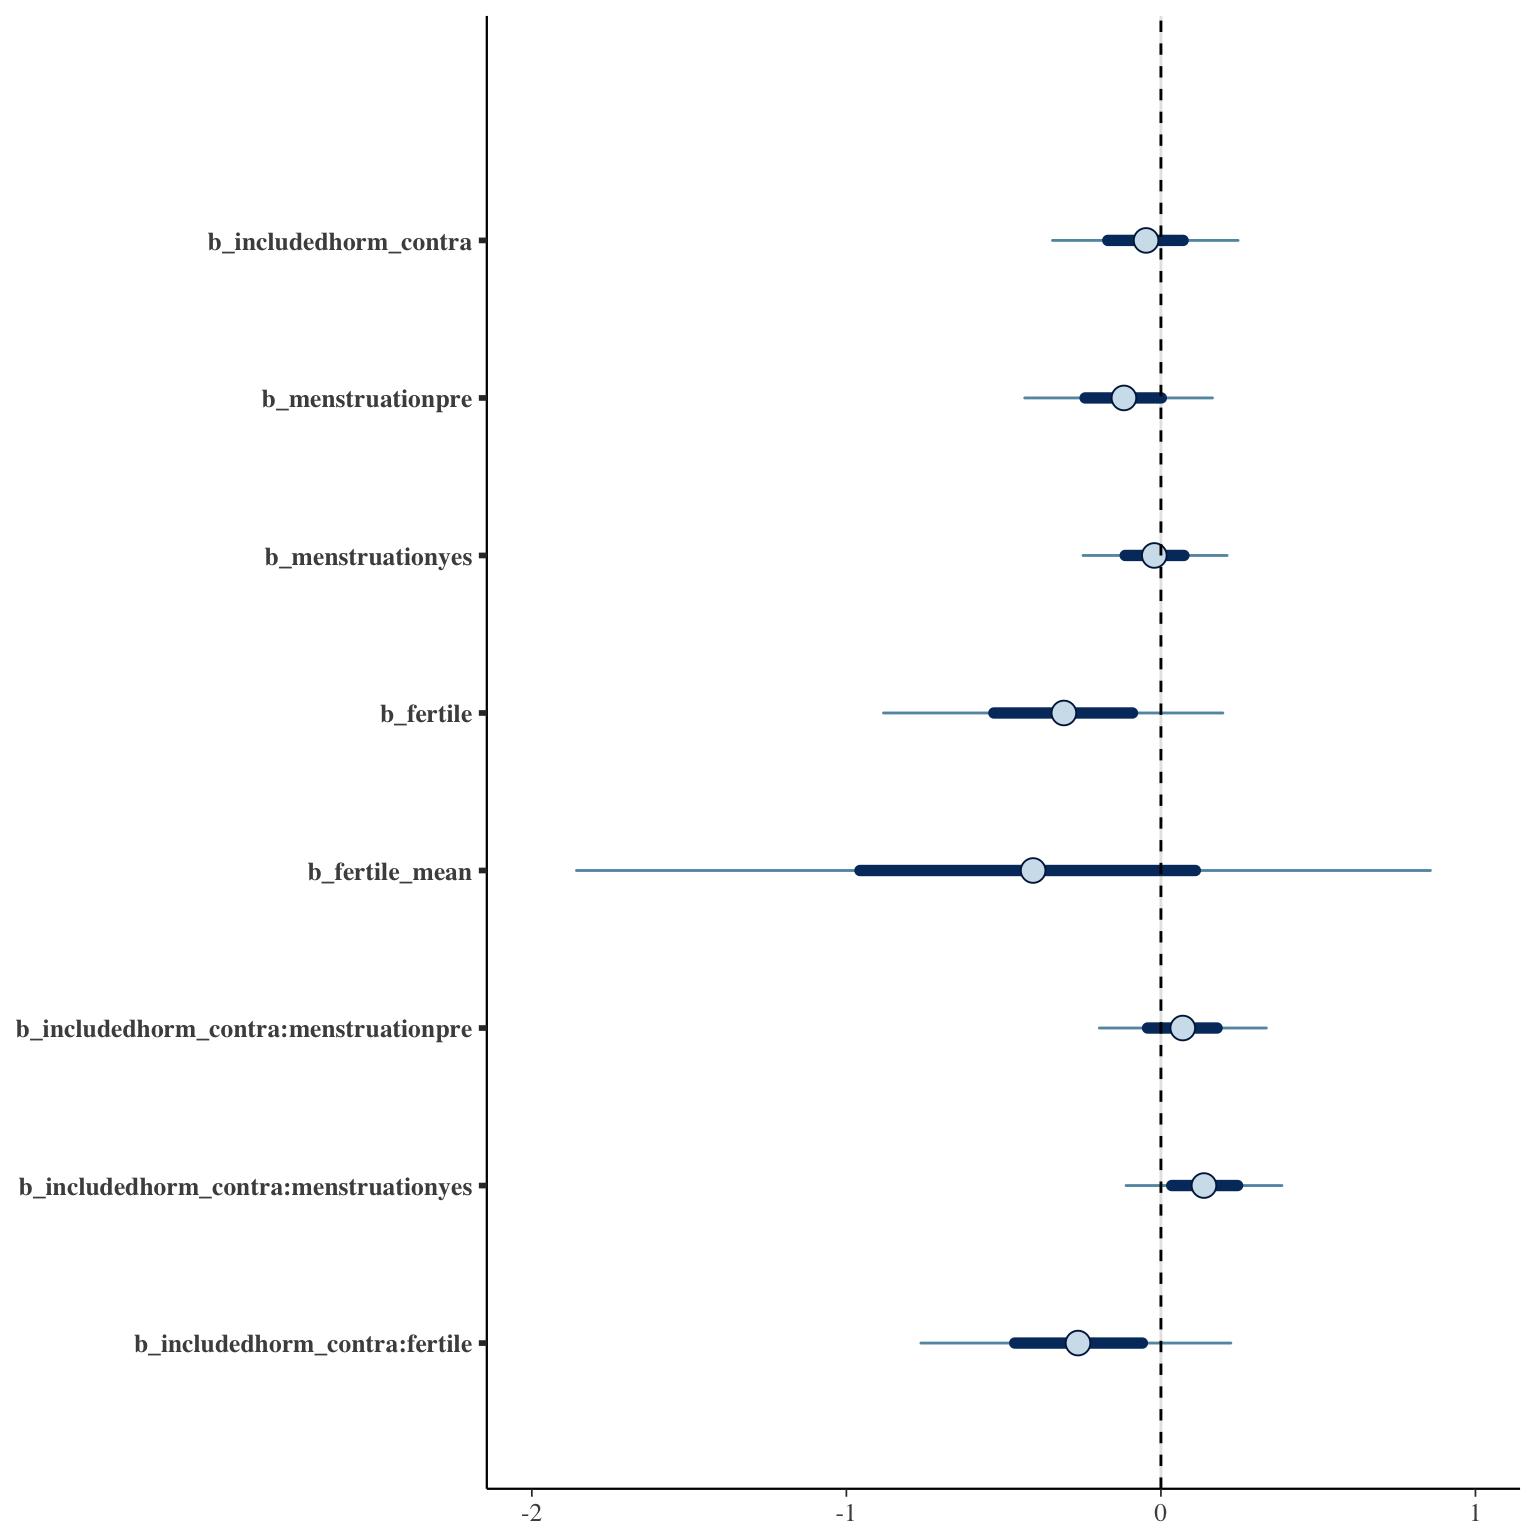 b_includedhorm_contra
b_menstruationpre
b_menstruationyes
b_fertile
b_fertile_mean
b_includedhorm_contra:menstruationpre
b_includedhorm_contra:menstruationyes
b_includedhorm_contra:fertile
-2 -1 0 1